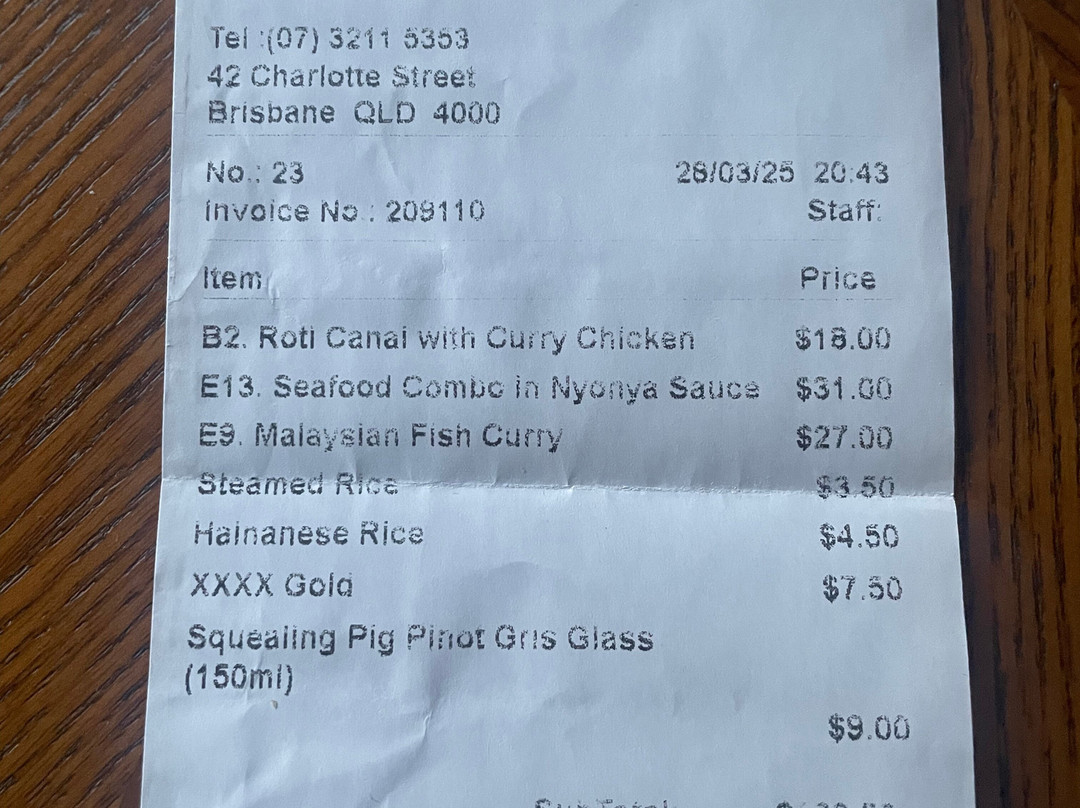 Tel :(07) 3211 5353
42 Charlotte Street
Brisbane QLD 4000
No.: 23 28/03/25 20:43
Invoice No.: 209110 Staff:
Item Price
B2. Roti Canai with Curry Chicken $18.00
E13. Seafood Combo in Nyonya Sauce $31.00
E9. Malaysian Fish Curry $27.00
Steamed Rice $3.50
Hainanese Rice $4.50
XXXX Gold $7.50
Squealing Pig Pinot Gris Glass
(150ml)
$9.00